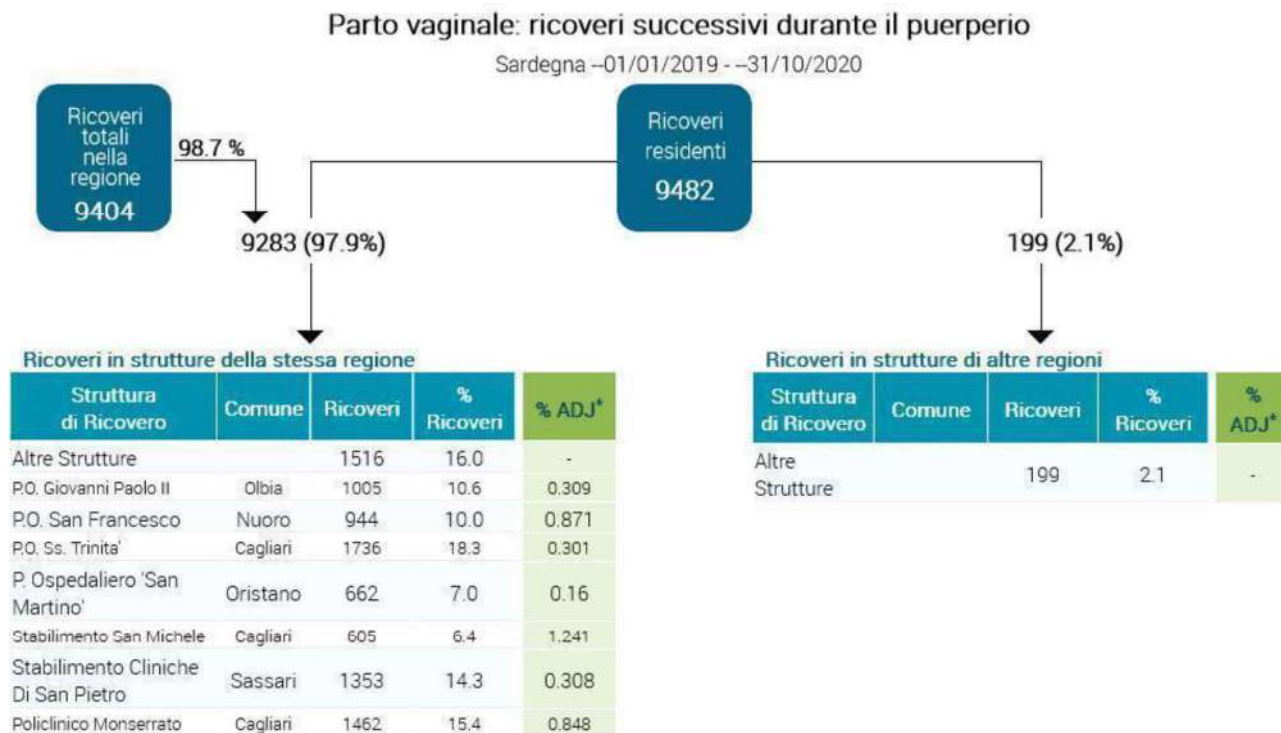 Parto vaginale: ricoveri successivi durante il puerperio
Sardegna --01/01/2019 - --31/10/2020
Ricoveri
totali
nella
regione
9404
98.7 %
Ricoveri
residenti
9482
9283 (97.9%)
199 (2.1%)
Ricoveri in strutture della stessa regione
Struttura di Ricovero Comune Ricoveri % Ricoveri % ADJ*
Altre Strutture 1516 16.0 -
P.O. Giovanni Paolo II Olbia 1005 10.6 0.309
P.O. San Francesco Nuoro 944 10.0 0.871
P.O. Ss. Trinita' Cagliari 1736 18.3 0.301
P. Ospedaliero 'San Martino' Oristano 662 7.0 0.16
Stabilimento San Michele Cagliari 605 6.4 1.241
Stabilimento Cliniche Di San Pietro Sassari 1353 14.3 0.308
Policlinico Monserrato Cagliari 1462 15.4 0.848
Ricoveri in strutture di altre regioni
Struttura di Ricovero Comune Ricoveri % Ricoveri % ADJ*
Altre Strutture 199 2.1 -